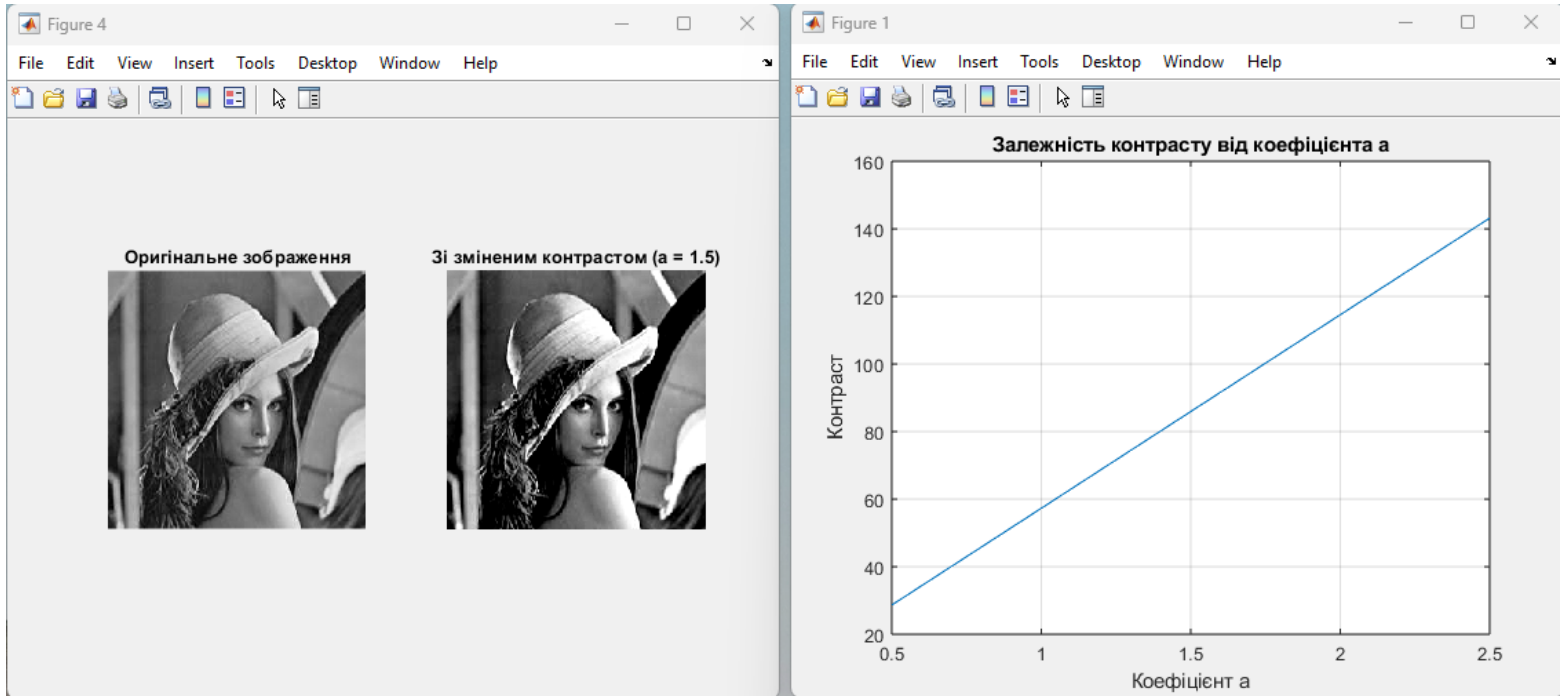 Figure 4
File Edit View Insert Tools Desktop Window Help
Оригінальне зображення
Зі зміненим контрастом (a = 1.5)
Figure 1
File Edit View Insert Tools Desktop Window Help
Залежність контрасту від коефіцієнта a
160
140
120
100
80
60
40
20
Контраст
0.5 1 1.5 2 2.5
Коефіцієнт a